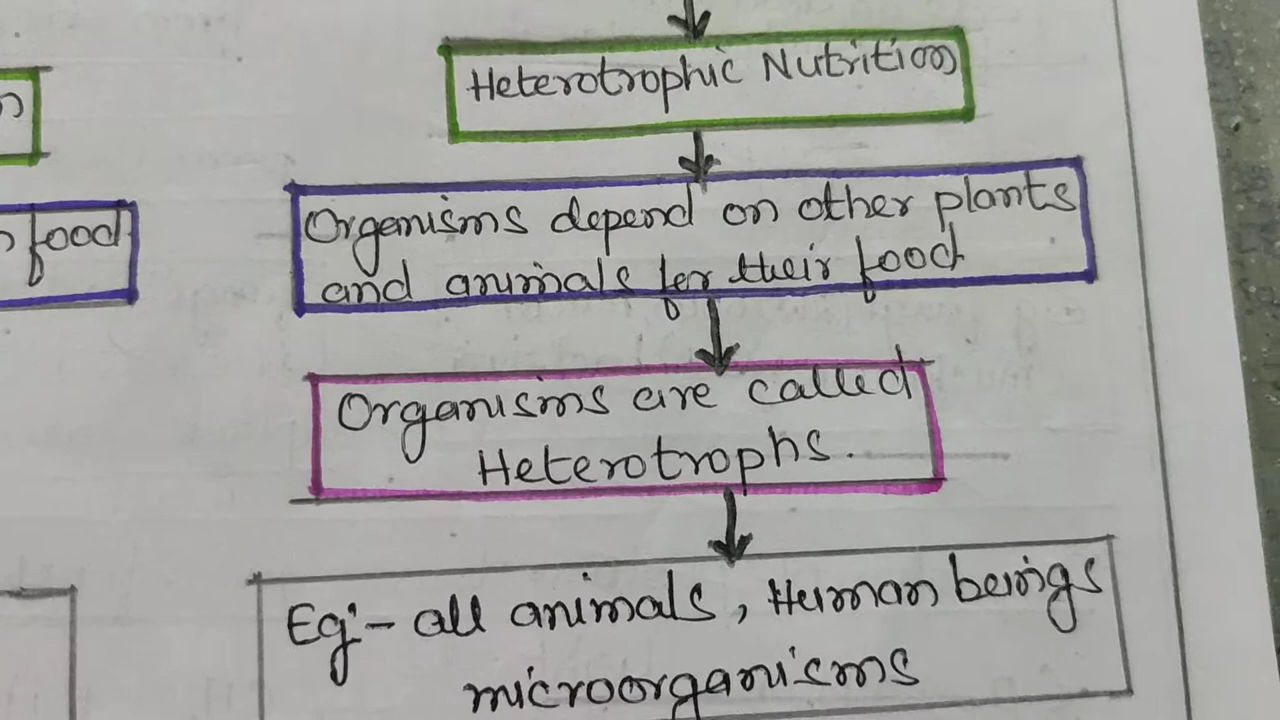 Heterotrophic Nutrition
Organisms depend on other plants
and animals for their food
food
Organisms are called
Heterotrophs.
Eg:- all animals, Human beings
microorganisms